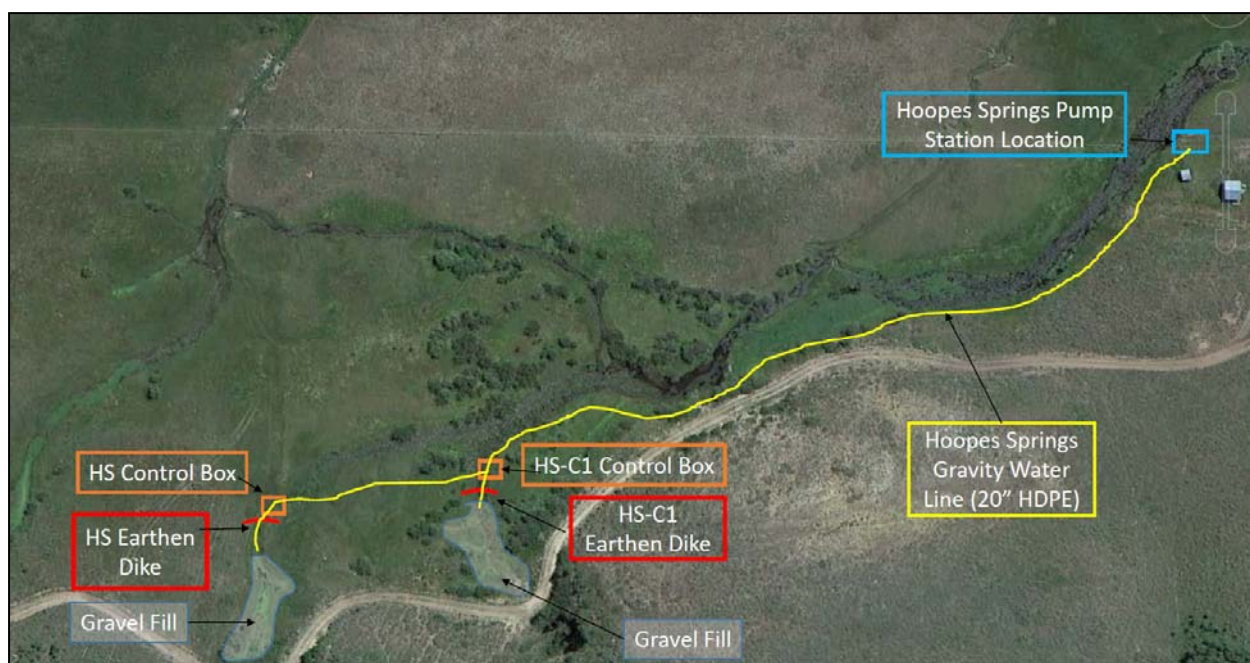 Hoopes Springs Pump
Station Location
Hoopes Springs
Gravity Water
Line (20” HDPE)
HS Control Box
HS-C1 Control Box
HS Earthen
Dike
HS-C1
Earthen Dike
Gravel Fill
Gravel Fill